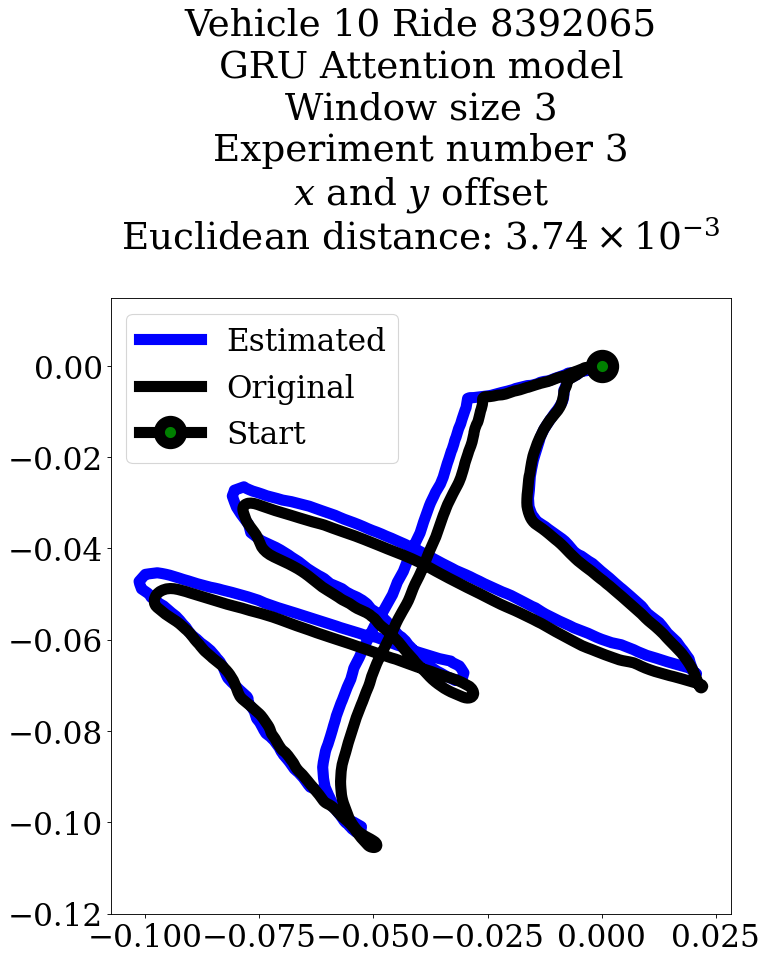 Vehicle 10 Ride 8392065
GRU Attention model
Window size 3
Experiment number 3
x and y offset
Euclidean distance: 3.74 × 10⁻³
Estimated
Original
Start
0.00
−0.02
−0.04
−0.06
−0.08
−0.10
−0.12
−0.100 −0.075 −0.050 −0.025 0.000 0.025